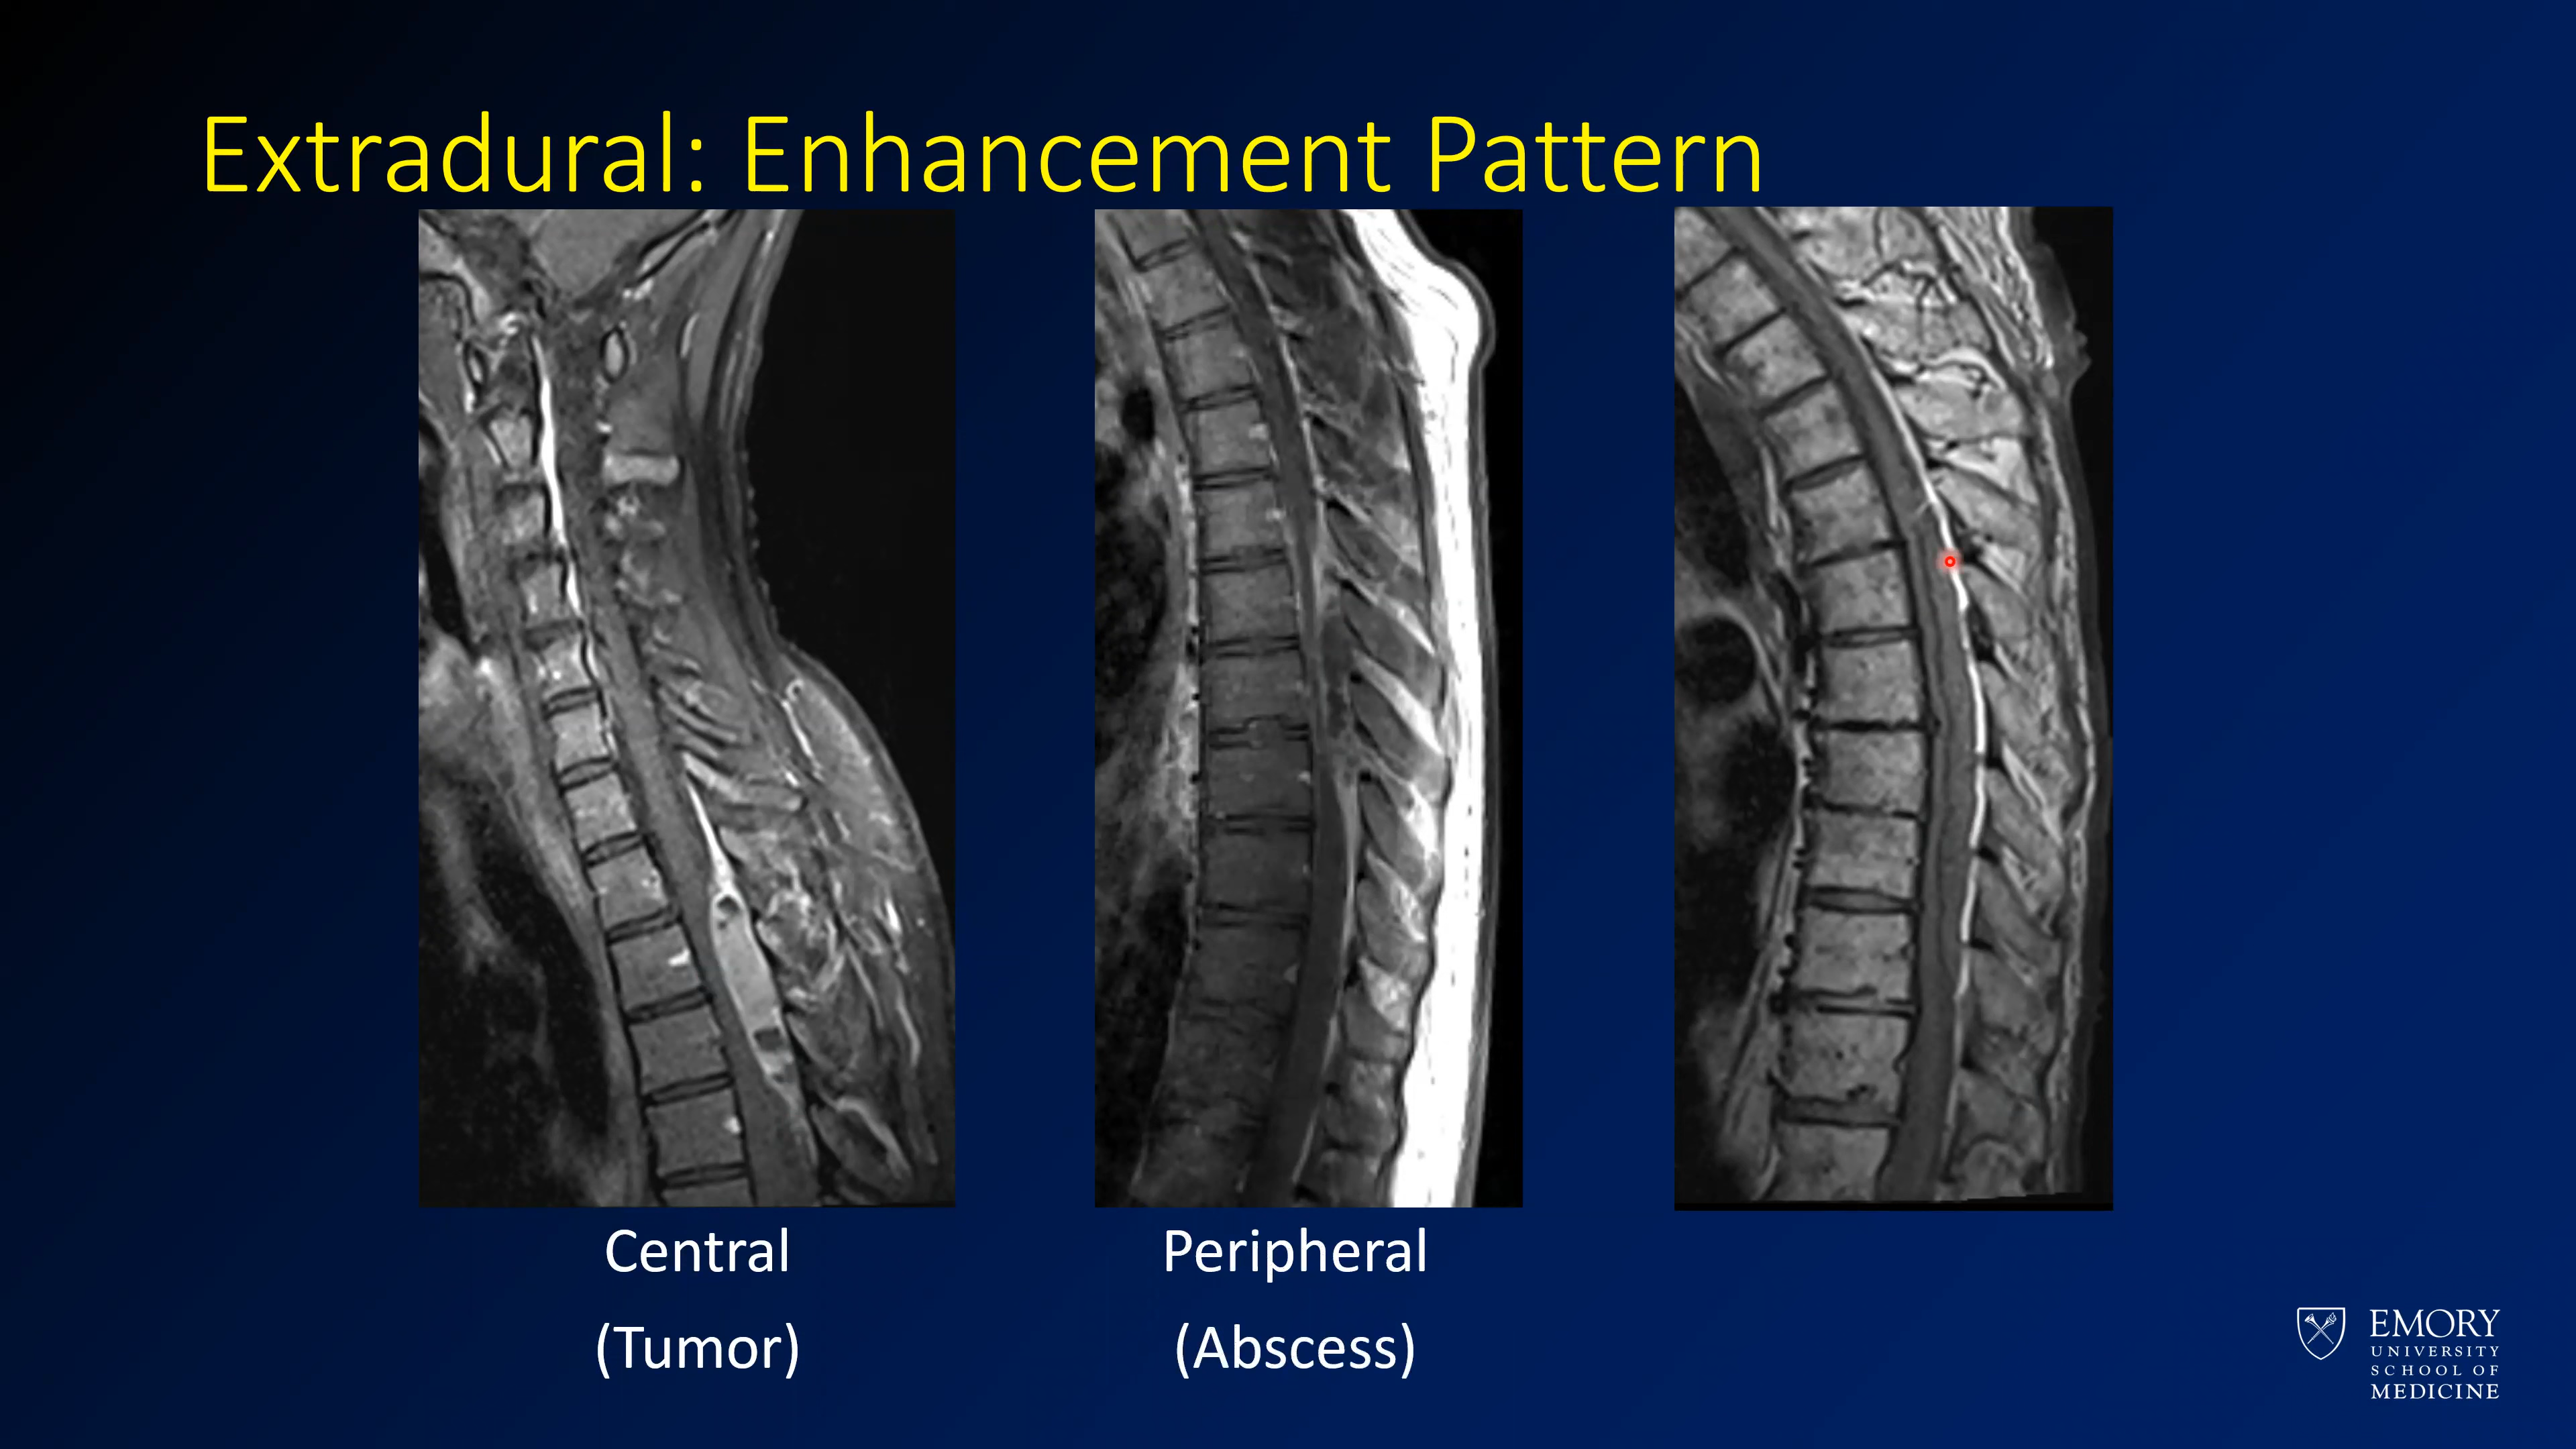 Extradural: Enhancement Pattern
Central
(Tumor)
Peripheral
(Abscess)
EMORY
UNIVERSITY
SCHOOL OF
MEDICINE